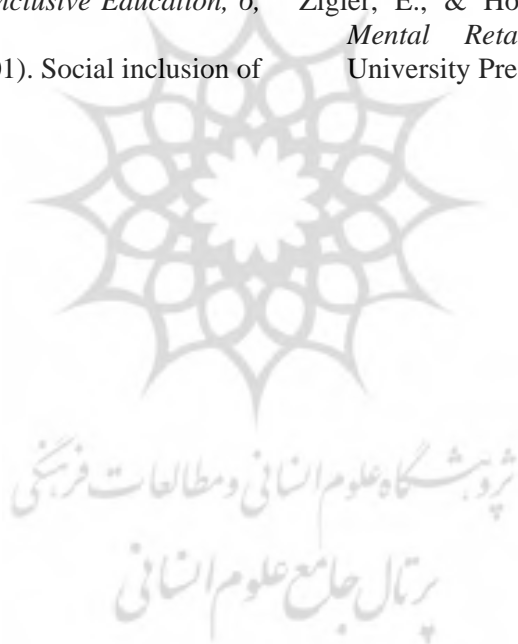 nclusive Education, 6,
01). Social inclusion of
Zigler, E., & Ho
Mental Reta
University Pre
پژوهشگاه علوم انسانی و مطالعات فرهنگی
پرتال جامع علوم انسانی